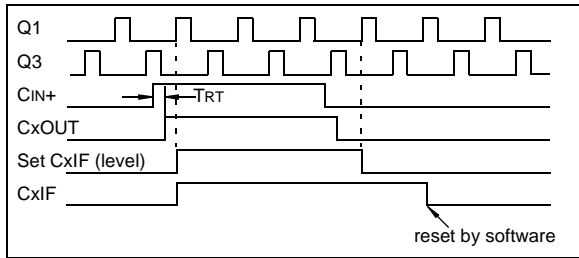 Q1
Q3
CIN+
TRT
CxOUT
Set CxIF (level)
CxIF
reset by software